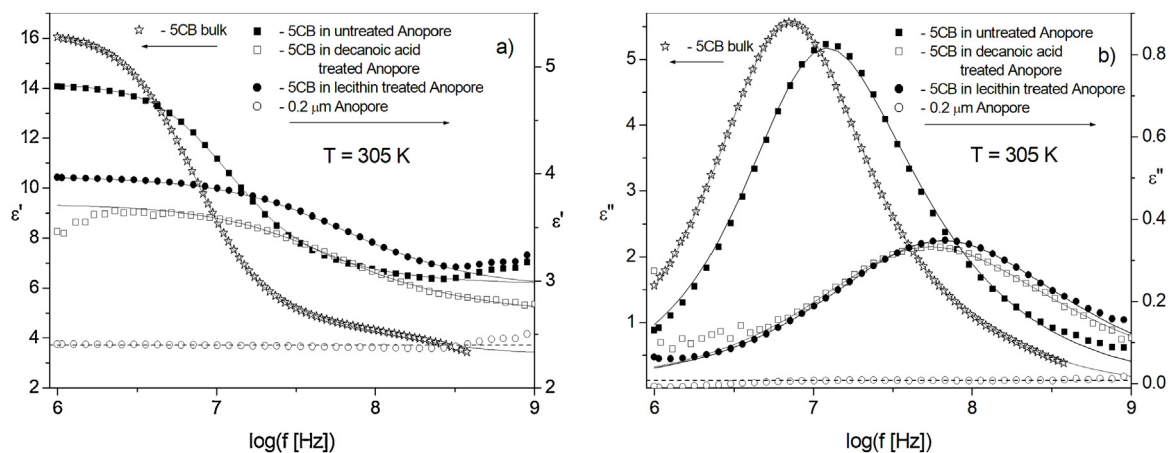 a)
- 5CB bulk
- 5CB in untreated Anopore
- 5CB in decanoic acid
treated Anopore
- 5CB in lecithin treated Anopore
- 0.2 μm Anopore
T = 305 K
16
14
12
10
8
6
4
2
ε'
5
4
3
2
ε'
6
7
8
9
log(f [Hz])
b)
- 5CB bulk
- 5CB in untreated Anopore
- 5CB in decanoic acid
treated Anopore
- 5CB in lecithin treated Anopore
- 0.2 μm Anopore
T = 305 K
5
4
3
2
1
ε"
0.8
0.6
0.4
0.2
0.0
ε"
6
7
8
9
log(f [Hz])